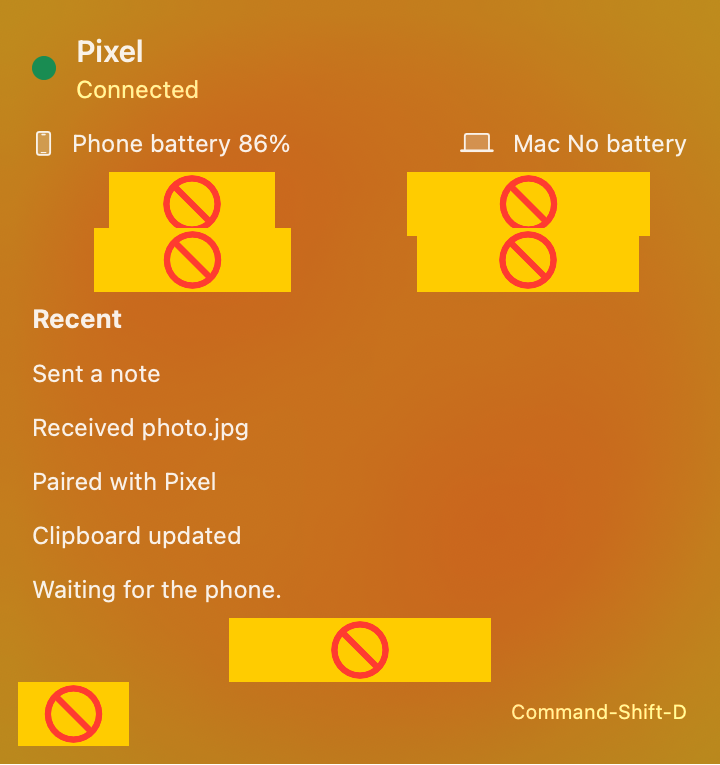 Pixel
Connected
Phone battery 86%
Mac No battery
Recent
Sent a note
Received photo.jpg
Paired with Pixel
Clipboard updated
Waiting for the phone.
Command-Shift-D